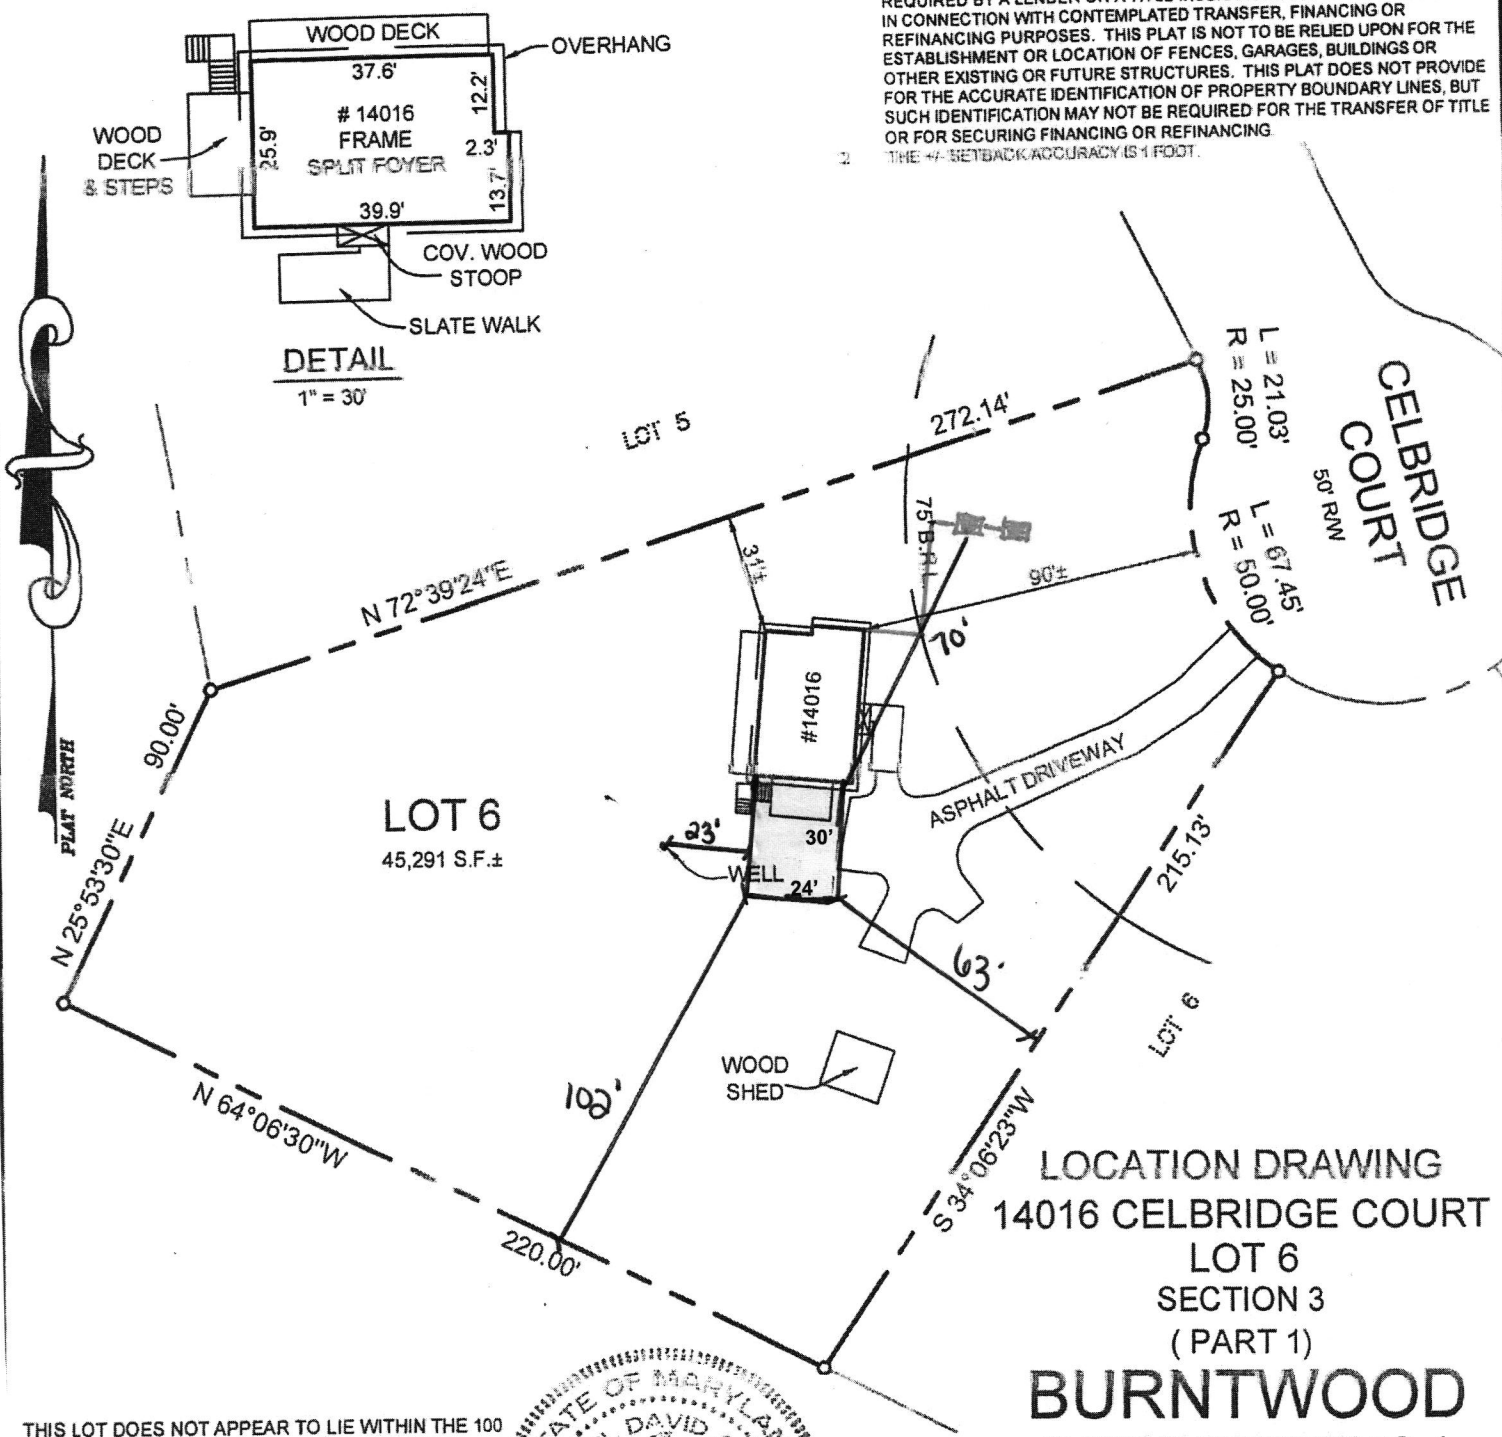 IN CONNECTION WITH CONTEMPLATED TRANSFER, FINANCING OR
REFINANCING PURPOSES. THIS PLAT IS NOT TO BE RELIED UPON FOR THE
ESTABLISHMENT OR LOCATION OF FENCES, GARAGES, BUILDINGS OR
OTHER EXISTING OR FUTURE STRUCTURES. THIS PLAT DOES NOT PROVIDE
FOR THE ACCURATE IDENTIFICATION OF PROPERTY BOUNDARY LINES, BUT
SUCH IDENTIFICATION MAY NOT BE REQUIRED FOR THE TRANSFER OF TITLE
OR FOR SECURING FINANCING OR REFINANCING.
2 THE +/- SETBACK ACCURACY IS 1 FOOT.
WOOD DECK
OVERHANG
37.6'
12.2'
# 14016
FRAME
SPLIT FOYER
2.3'
25.9'
13.7'
39.9'
WOOD
DECK
& STEPS
COV. WOOD
STOOP
SLATE WALK
DETAIL
1" = 30'
PLAT NORTH
LOT 5
272.14'
L = 21.03'
R = 25.00'
CELBRIDGE
COURT
50' R/W
L = 67.45'
R = 50.00'
75' B.R.L.
31'±
90'±
N 72°39'24"E
70'
#14016
90.00'
N 25°53'30"E
LOT 6
45,291 S.F.±
23'
WELL
30'
24'
ASPHALT DRIVEWAY
215.13'
63'
LOT 6
WOOD
SHED
102'
N 64°06'30"W
220.00'
S 34°06'23"W
LOCATION DRAWING
14016 CELBRIDGE COURT
LOT 6
SECTION 3
( PART 1)
BURNTWOOD
THIS LOT DOES NOT APPEAR TO LIE WITHIN THE 100
DAVID